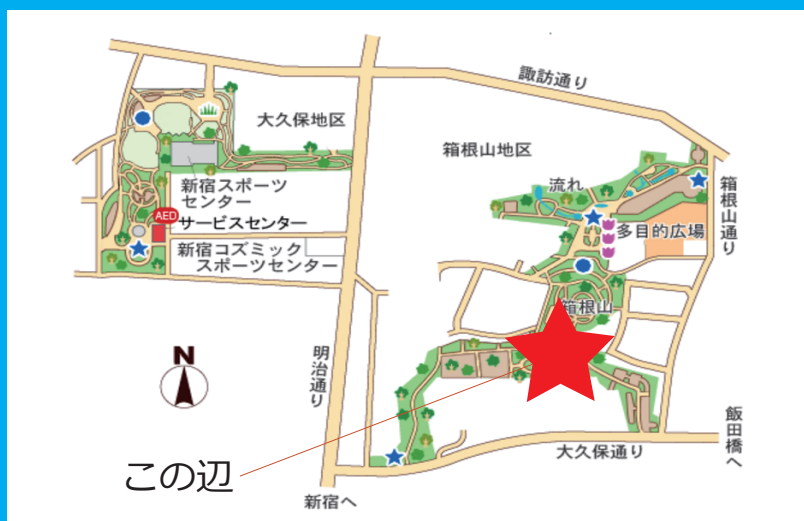 諏訪通り
大久保地区
箱根山地区
新宿スポーツ
センター
流れ
箱根山通り
AED
サービスセンター
多目的広場
新宿コズミック
スポーツセンター
箱根山
N
明治通り
飯田橋へ
大久保通り
この辺
新宿へ